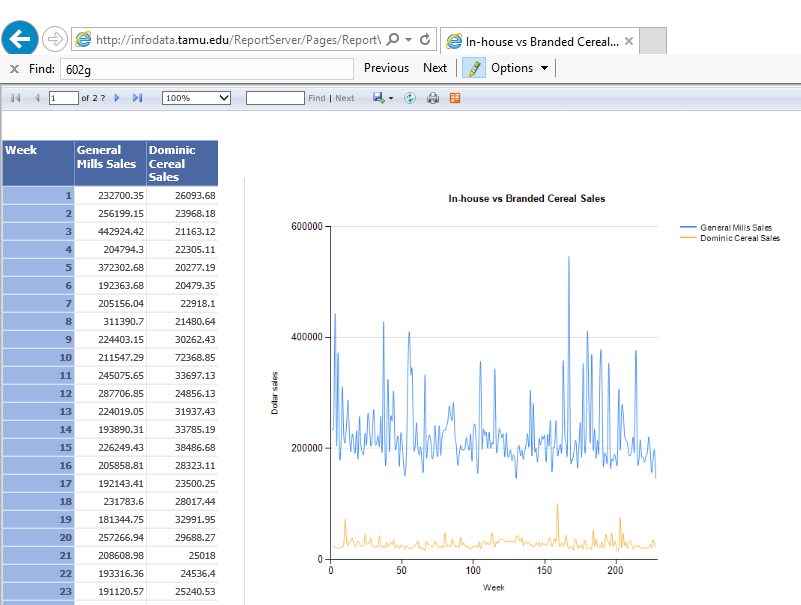 http://infodata.tamu.edu/ReportServer/Pages/Report\
In-house vs Branded Cereal...
X Find: 602g Previous Next Options
1 of 2 ? 100% Find | Next
Week General Mills Sales Dominic Cereal Sales
1 232700.35 26093.68
2 256199.15 23968.18
3 442924.42 21163.12
4 204794.3 22305.11
5 372302.68 20277.19
6 192363.68 20479.35
7 205156.04 22918.1
8 311390.7 21480.64
9 224403.15 30262.43
10 211547.29 72368.85
11 245075.65 33697.13
12 287706.85 24856.13
13 224019.05 31937.43
14 193890.31 33785.19
15 226249.43 38486.68
16 205858.81 28323.11
17 192143.41 23500.25
18 231783.6 28017.44
19 181344.75 32991.95
20 257266.94 29688.27
21 208608.98 25018
22 193316.36 24536.4
23 191120.57 25240.53
In-house vs Branded Cereal Sales
600000
400000
200000
0
Dollar sales
0 50 100 150 200
Week
General Mills Sales
Dominic Cereal Sales